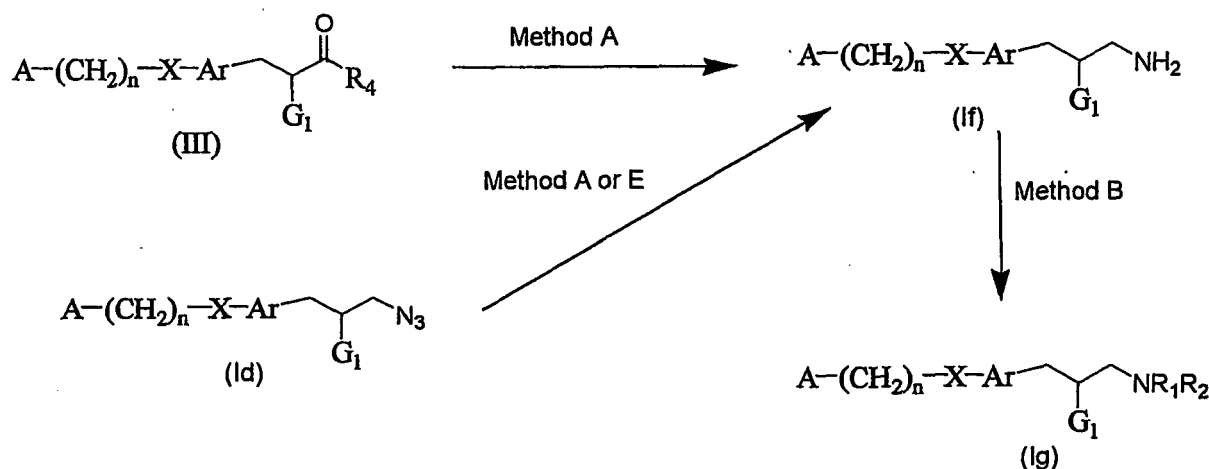 O
A-(CH₂)ₙ-X-Ar R₄
G₁
(III)
Method A
A-(CH₂)ₙ-X-Ar NH₂
G₁
(If)
Method A or E
Method B
A-(CH₂)ₙ-X-Ar N₃
G₁
(Id)
A-(CH₂)ₙ-X-Ar NR₁R₂
G₁
(Ig)